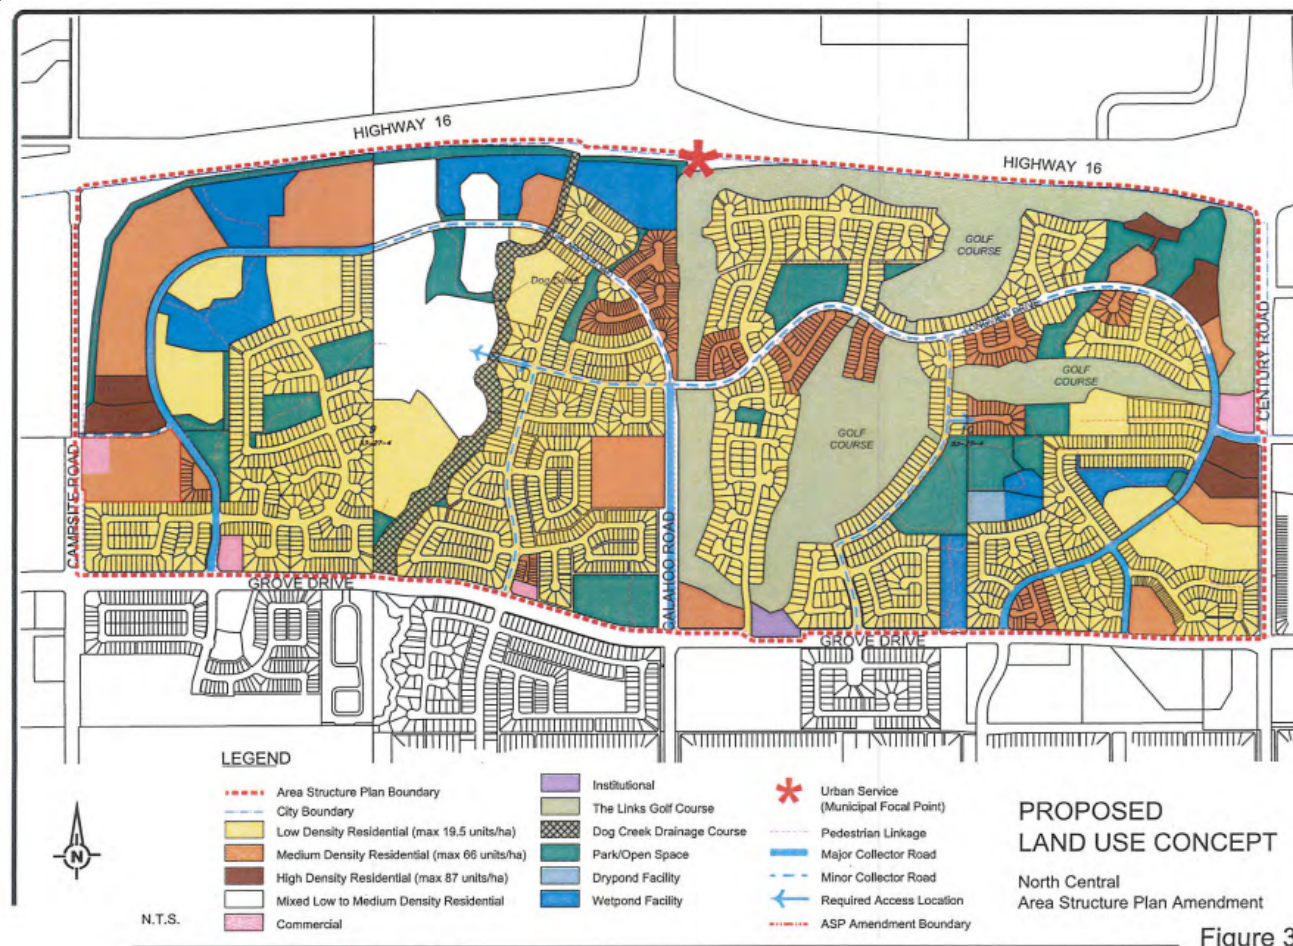 HIGHWAY 16
HIGHWAY 16
GOLF
COURSE
LONGVIEW DRIVE
GOLF
COURSE
GOLF
COURSE
CAMPSITE ROAD
CALAHOO ROAD
CENTURY ROAD
GROVE DRIVE
GROVE DRIVE
LEGEND
Area Structure Plan Boundary
City Boundary
Low Density Residential (max 19.5 units/ha)
Medium Density Residential (max 66 units/ha)
High Density Residential (max 87 units/ha)
Mixed Low to Medium Density Residential
Commercial
Institutional
The Links Golf Course
Dog Creek Drainage Course
Park/Open Space
Drypond Facility
Wetpond Facility
Urban Service
(Municipal Focal Point)
Pedestrian Linkage
Major Collector Road
Minor Collector Road
Required Access Location
ASP Amendment Boundary
N
N.T.S.
PROPOSED
LAND USE CONCEPT
North Central
Area Structure Plan Amendment
Figure 3